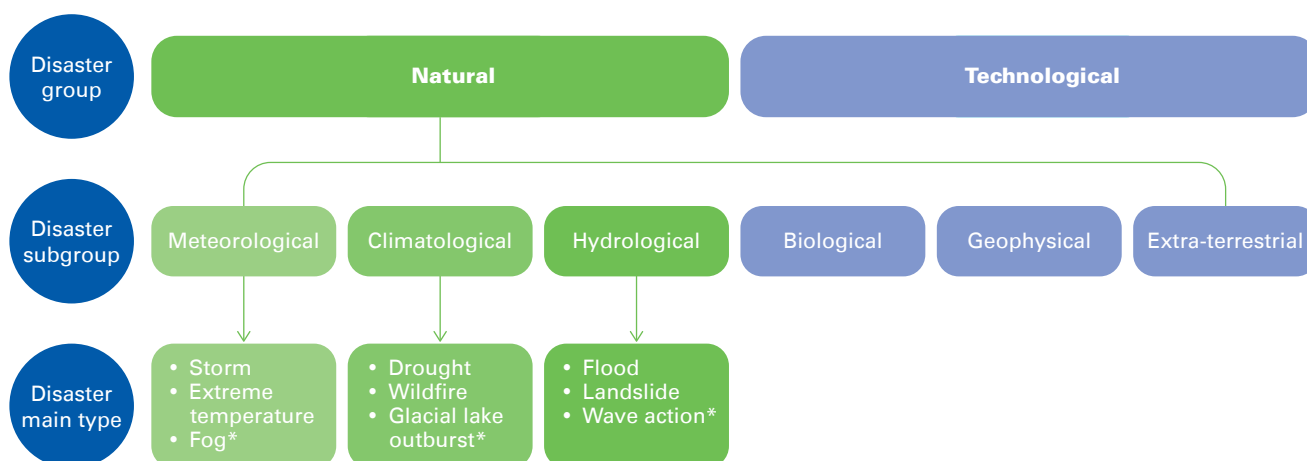 Disaster
group
Natural
Technological
Disaster
subgroup
Meteorological
Climatological
Hydrological
Biological
Geophysical
Extra-terrestrial
Disaster
main type
• Storm
• Extreme
temperature
• Fog*
• Drought
• Wildfire
• Glacial lake
outburst*
• Flood
• Landslide
• Wave action*